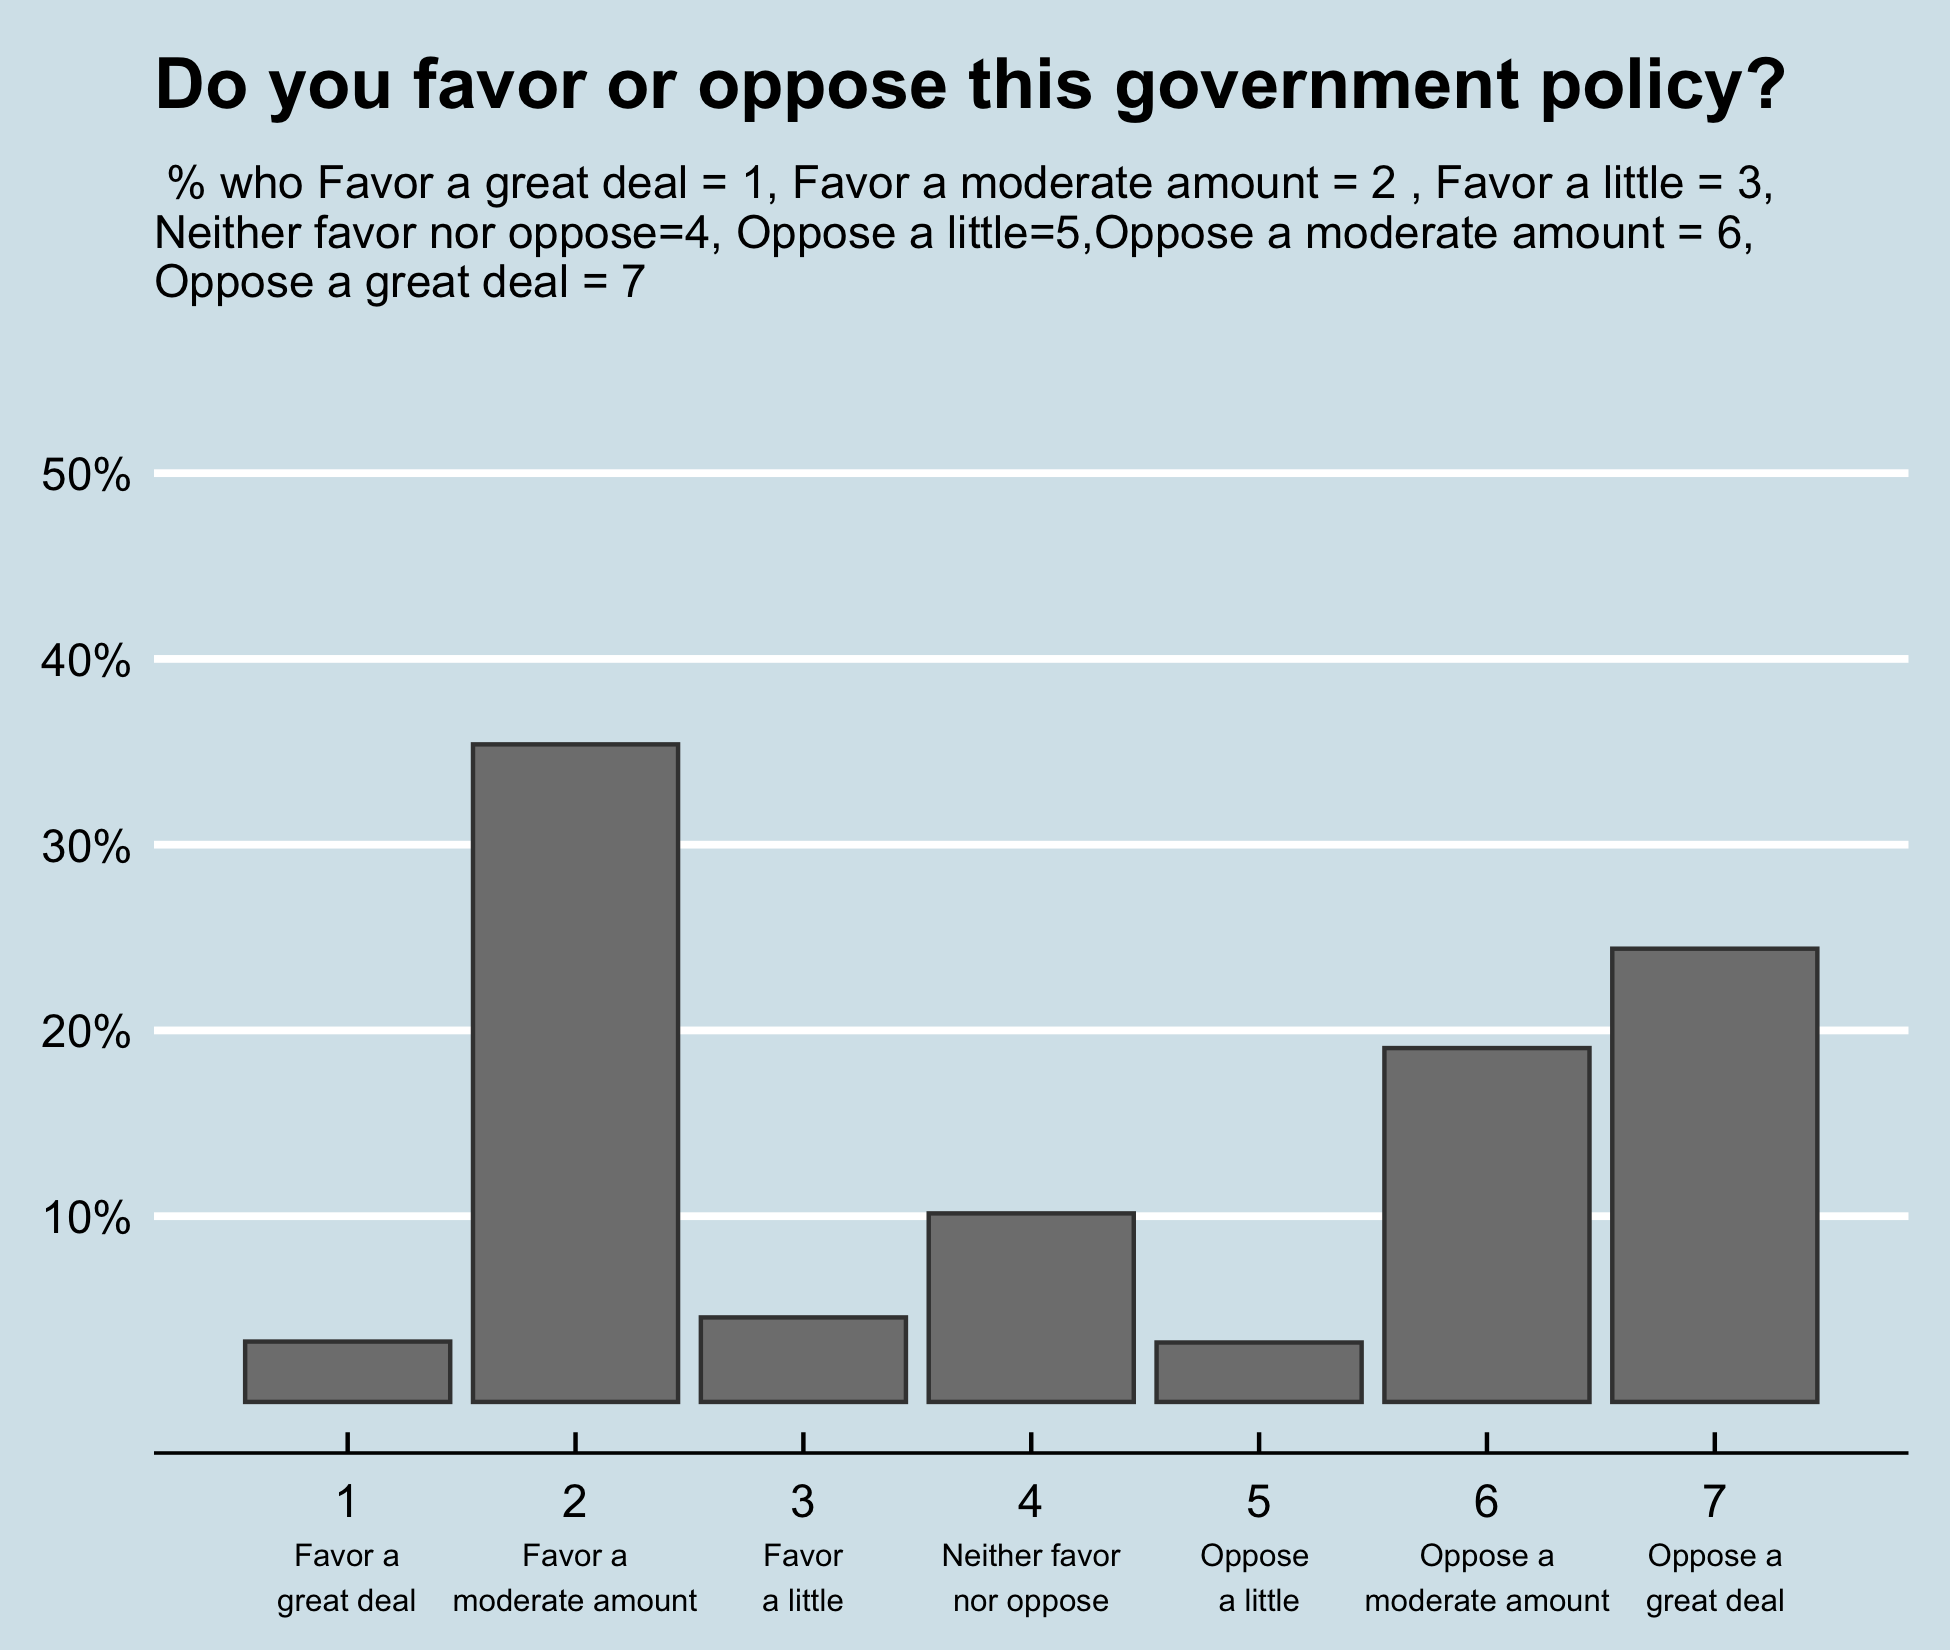 Do you favor or oppose this government policy?
% who Favor a great deal = 1, Favor a moderate amount = 2 , Favor a little = 3,
Neither favor nor oppose=4, Oppose a little=5,Oppose a moderate amount = 6,
Oppose a great deal = 7
50%
40%
30%
20%
10%
1 2 3 4 5 6 7
Favor a Favor a Favor Neither favor Oppose Oppose a Oppose a
great deal moderate amount a little nor oppose a little moderate amount great deal